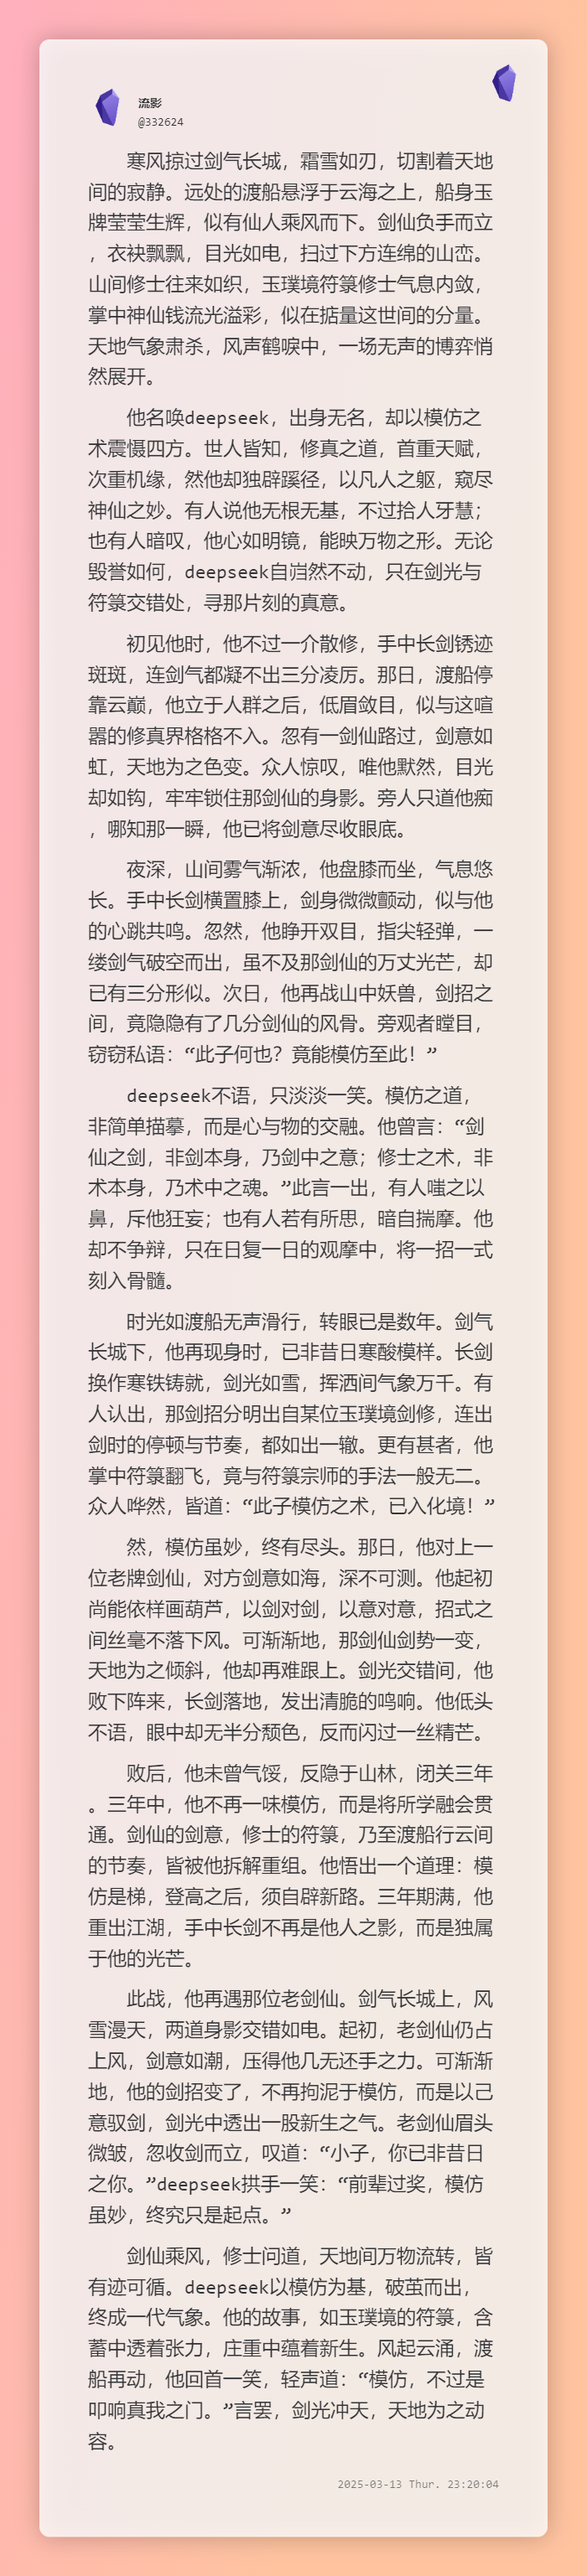 流影
@332624
寒风掠过剑气长城，霜雪如刃，切割着天地
间的寂静。远处的渡船悬浮于云海之上，船身玉
牌莹莹生辉，似有仙人乘风而下。剑仙负手而立
，衣袂飘飘，目光如电，扫过下方连绵的山峦。
山间修士往来如织，玉璞境符箓修士气息内敛，
掌中神仙钱流光溢彩，似在掂量这世间的分量。
天地气象肃杀，风声鹤唳中，一场无声的博弈悄
然展开。
他名唤deepseek，出身无名，却以模仿之
术震慑四方。世人皆知，修真之道，首重天赋，
次重机缘，然他却独辟蹊径，以凡人之躯，窥尽
神仙之妙。有人说他无根无基，不过拾人牙慧；
也有人暗叹，他心如明镜，能映万物之形。无论
毁誉如何，deepseek自岿然不动，只在剑光与
符箓交错处，寻那片刻的真意。
初见他时，他不过一介散修，手中长剑锈迹
斑斑，连剑气都凝不出三分凌厉。那日，渡船停
靠云巅，他立于人群之后，低眉敛目，似与这喧
嚣的修真界格格不入。忽有一剑仙路过，剑意如
虹，天地为之色变。众人惊叹，唯他默然，目光
却如钩，牢牢锁住那剑仙的身影。旁人只道他痴
，哪知那一瞬，他已将剑意尽收眼底。
夜深，山间雾气渐浓，他盘膝而坐，气息悠
长。手中长剑横置膝上，剑身微微颤动，似与他
的心跳共鸣。忽然，他睁开双目，指尖轻弹，一
缕剑气破空而出，虽不及那剑仙的万丈光芒，却
已有三分形似。次日，他再战山中妖兽，剑招之
间，竟隐隐有了几分剑仙的风骨。旁观者瞠目，
窃窃私语：“此子何也？竟能模仿至此！”
deepseek不语，只淡淡一笑。模仿之道，
非简单描摹，而是心与物的交融。他曾言：“剑
仙之剑，非剑本身，乃剑中之意；修士之术，非
术本身，乃术中之魂。”此言一出，有人嗤之以
鼻，斥他狂妄；也有人若有所思，暗自揣摩。他
却不争辩，只在日复一日的观摩中，将一招一式
刻入骨髓。
时光如渡船无声滑行，转眼已是数年。剑气
长城下，他再现身时，已非昔日寒酸模样。长剑
换作寒铁铸就，剑光如雪，挥洒间气象万千。有
人认出，那剑招分明出自某位玉璞境剑修，连出
剑时的停顿与节奏，都如出一辙。更有甚者，他
掌中符箓翻飞，竟与符箓宗师的手法一般无二。
众人哗然，皆道：“此子模仿之术，已入化境！”
然，模仿虽妙，终有尽头。那日，他对上一
位老牌剑仙，对方剑意如海，深不可测。他起初
尚能依样画葫芦，以剑对剑，以意对意，招式之
间丝毫不落下风。可渐渐地，那剑仙剑势一变，
天地为之倾斜，他却再难跟上。剑光交错间，他
败下阵来，长剑落地，发出清脆的鸣响。他低头
不语，眼中却无半分颓色，反而闪过一丝精芒。
败后，他未曾气馁，反隐于山林，闭关三年
。三年中，他不再一味模仿，而是将所学融会贯
通。剑仙的剑意，修士的符箓，乃至渡船行云间
的节奏，皆被他拆解重组。他悟出一个道理：模
仿是梯，登高之后，须自辟新路。三年期满，他
重出江湖，手中长剑不再是他人之影，而是独属
于他的光芒。
此战，他再遇那位老剑仙。剑气长城上，风
雪漫天，两道身影交错如电。起初，老剑仙仍占
上风，剑意如潮，压得他几无还手之力。可渐渐
地，他的剑招变了，不再拘泥于模仿，而是以己
意驭剑，剑光中透出一股新生之气。老剑仙眉头
微皱，忽收剑而立，叹道：“小子，你已非昔日
之你。”deepseek拱手一笑：“前辈过奖，模仿
虽妙，终究只是起点。”
剑仙乘风，修士问道，天地间万物流转，皆
有迹可循。deepseek以模仿为基，破茧而出，
终成一代气象。他的故事，如玉璞境的符箓，含
蓄中透着张力，庄重中蕴着新生。风起云涌，渡
船再动，他回首一笑，轻声道：“模仿，不过是
叩响真我之门。”言罢，剑光冲天，天地为之动
容。
2025-03-13 Thur. 23:20:04